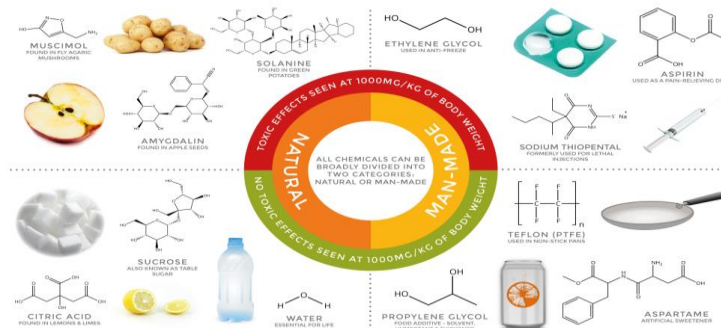 MUSCIMOL
FOUND IN FLY AGARIC
MUSHROOMS
SOLANINE
FOUND IN GREEN
POTATOES
ETHYLENE GLYCOL
USED IN ANTI-FREEZE
ASPIRIN
USED AS A PAIN-RELIEVING
AMYGDALIN
FOUND IN APPLE SEEDS
SODIUM THIOPENTAL
FORMERLY USED FOR LETHAL
INJECTIONS
TOXIC EFFECTS SEEN AT 1000MG/KG OF BODY WEIGHT
NATURAL
MAN-MADE
ALL CHEMICALS CAN BE
BROADLY DIVIDED INTO
TWO CATEGORIES:
NATURAL OR MAN-MADE
NO TOXIC EFFECTS SEEN AT 1000MG/KG OF BODY WEIGHT
SUCROSE
ALSO KNOWN AS TABLE
SUGAR
TEFLON (PTFE)
USED IN NON-STICK PANS
CITRIC ACID
FOUND IN LEMONS & LIMES
WATER
ESSENTIAL FOR LIFE
PROPYLENE GLYCOL
FOOD ADDITIVE - SOLVENT,
ASPARTAME
ARTIFICIAL SWEETENER